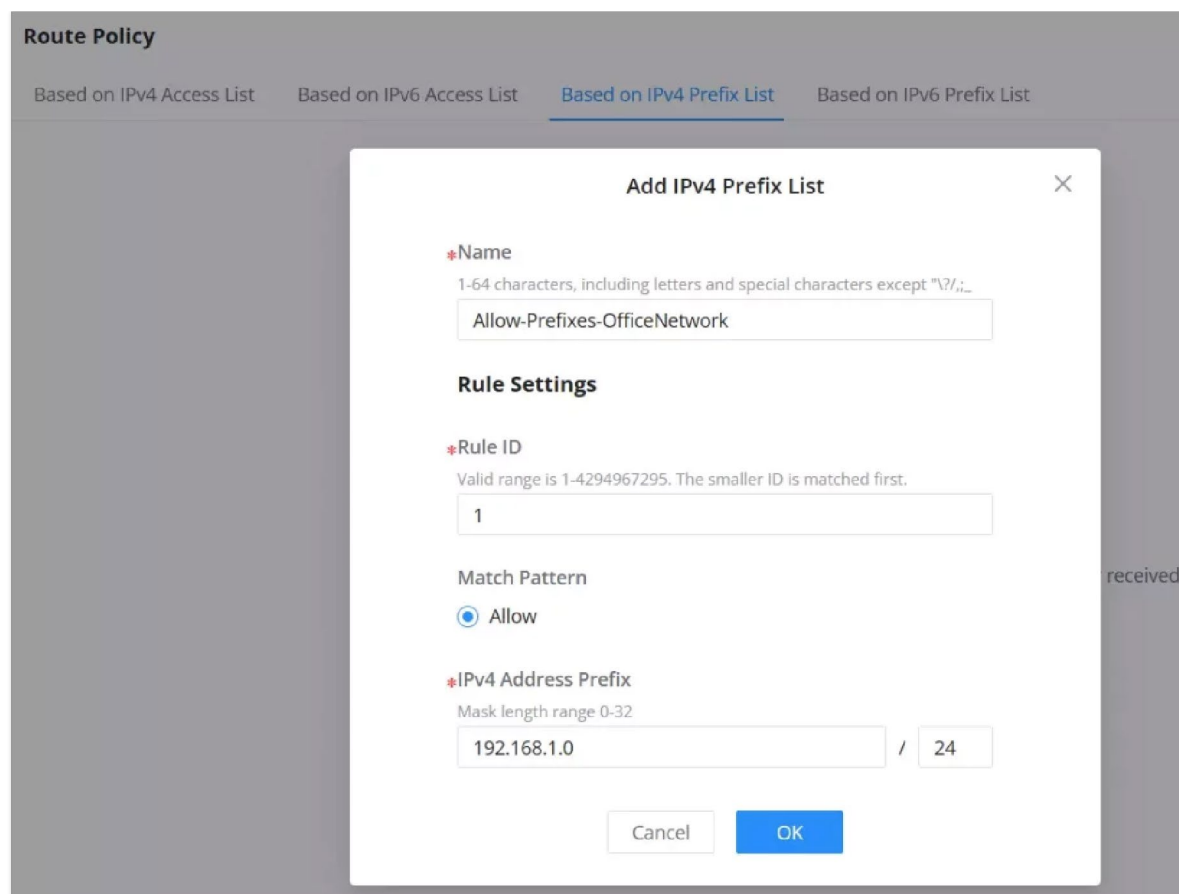 Route Policy
Based on IPv4 Access List Based on IPv6 Access List Based on IPv4 Prefix List Based on IPv6 Prefix List
Add IPv4 Prefix List
*Name
1-64 characters, including letters and special characters except "\?/,;_
Allow-Prefixes-OfficeNetwork
Rule Settings
*Rule ID
Valid range is 1-4294967295. The smaller ID is matched first.
1
Match Pattern
received
Allow
*IPv4 Address Prefix
Mask length range 0-32
192.168.1.0 / 24
Cancel OK